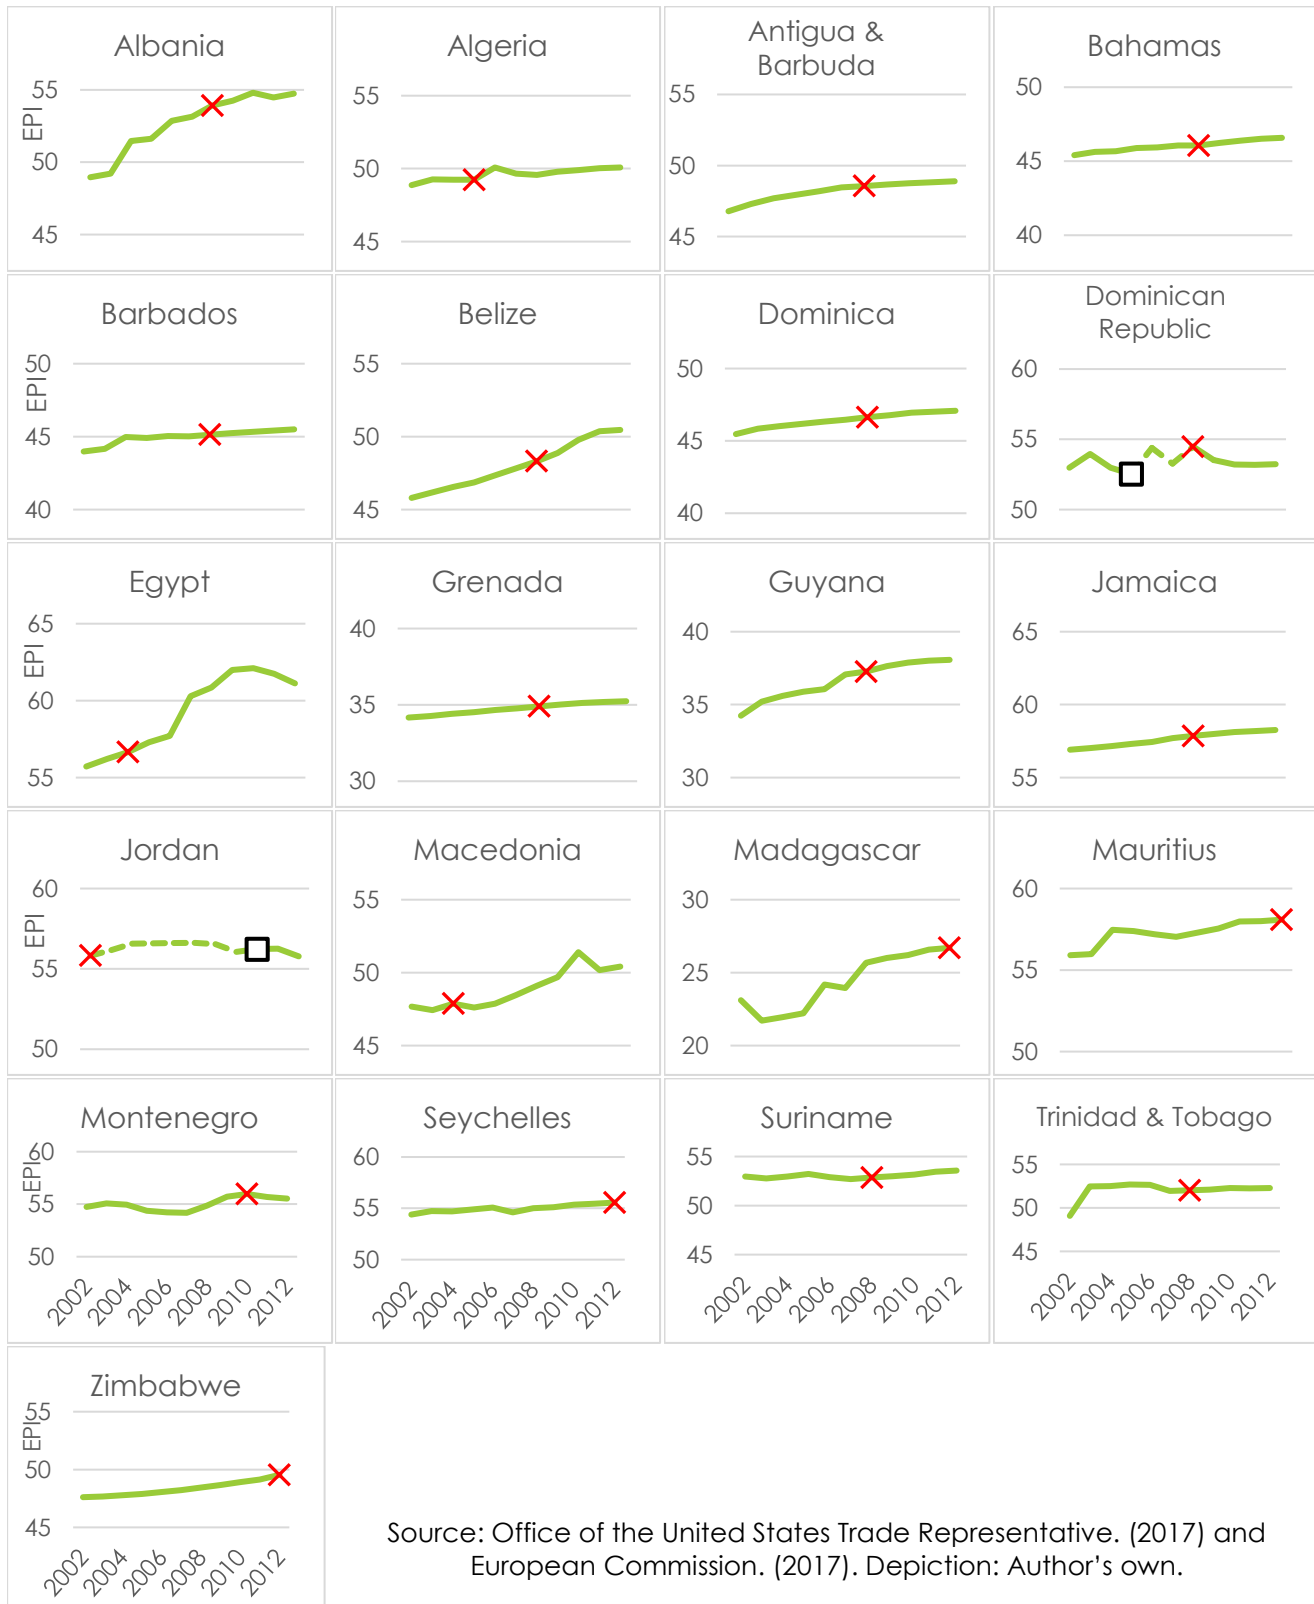 Albania
55
50
45
EPI
Algeria
55
50
45
Antigua &
Barbuda
55
50
45
Bahamas
50
45
40
Barbados
50
45
40
EPI
Belize
55
50
45
Dominica
50
45
40
Dominican
Republic
60
55
50
Egypt
65
60
55
EPI
Grenada
40
35
30
Guyana
40
35
30
Jamaica
65
60
55
Jordan
60
55
50
EPI
Macedonia
55
50
45
Madagascar
30
25
20
Mauritius
60
55
50
Montenegro
60
55
50
EPI
2002 2004 2006 2008 2010 2012
Seychelles
60
55
50
2002 2004 2006 2008 2010 2012
Suriname
55
50
45
2002 2004 2006 2008 2010 2012
Trinidad & Tobago
55
50
45
2002 2004 2006 2008 2010 2012
Zimbabwe
55
50
45
EPI
2002 2004 2006 2008 2010 2012
Source: Office of the United States Trade Representative. (2017) and
European Commission. (2017). Depiction: Author’s own.